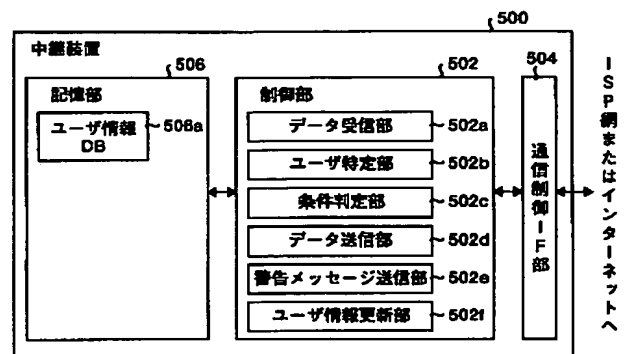 500
中継装置
506
記憶部
ユーザ情報
DB
506a
502
制御部
データ受信部
502a
ユーザ特定部
502b
条件判定部
502c
データ送信部
502d
警告メッセージ送信部
502e
ユーザ情報更新部
502f
504
通信制御IF部
ISP網またはインターネットへ